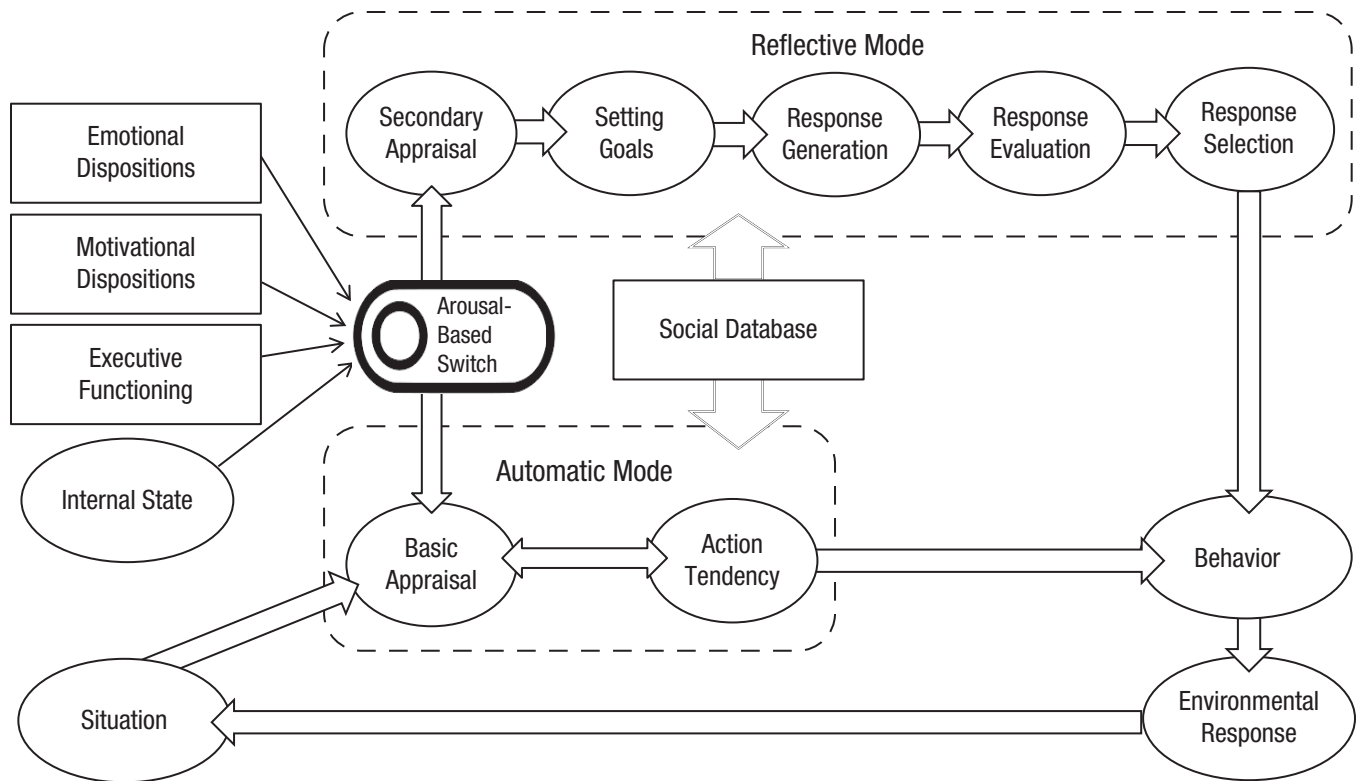 Reflective Mode
Secondary
Appraisal
Setting
Goals
Response
Generation
Response
Evaluation
Response
Selection
Emotional
Dispositions
Motivational
Dispositions
Executive
Functioning
Internal State
Arousal-
Based
Switch
Social Database
Automatic Mode
Basic
Appraisal
Action
Tendency
Behavior
Situation
Environmental
Response